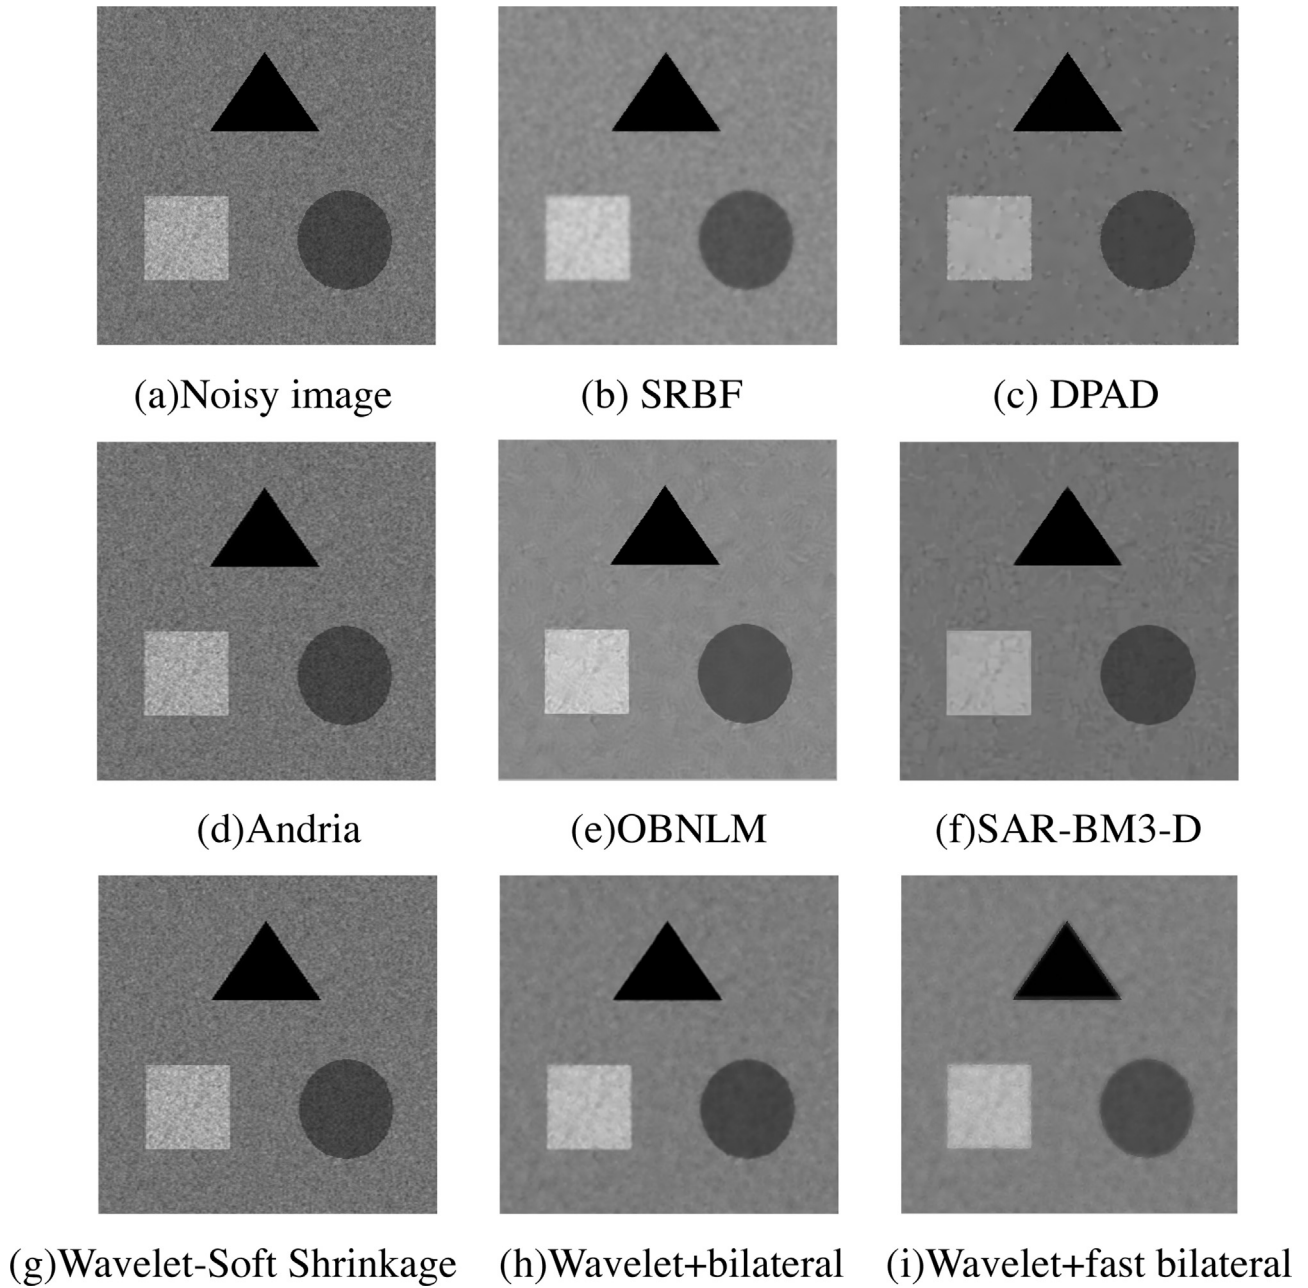 (a)Noisy image
(b) SRBF
(c) DPAD
(d)Andria
(e)OBNLM
(f)SAR-BM3-D
(g)Wavelet-Soft Shrinkage
(h)Wavelet+bilateral
(i)Wavelet+fast bilateral